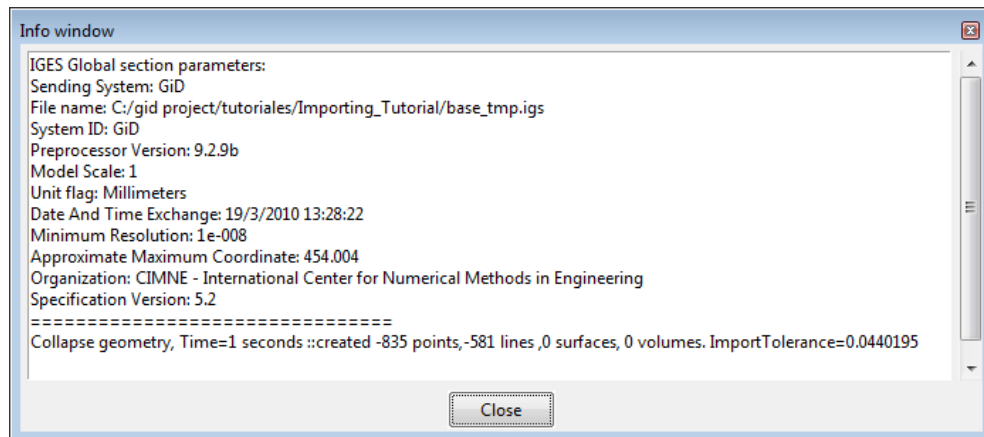 Info window
IGES Global section parameters:
Sending System: GiD
File name: C:/gid project/tutoriales/Importing_Tutorial/base_tmp.igs
System ID: GiD
Preprocessor Version: 9.2.9b
Model Scale: 1
Unit flag: Millimeters
Date And Time Exchange: 19/3/2010 13:28:22
Minimum Resolution: 1e-008
Approximate Maximum Coordinate: 454.004
Organization: CIMNE - International Center for Numerical Methods in Engineering
Specification Version: 5.2
================================
Collapse geometry, Time=1 seconds ::created -835 points,-581 lines ,0 surfaces, 0 volumes. ImportTolerance=0.0440195
Close